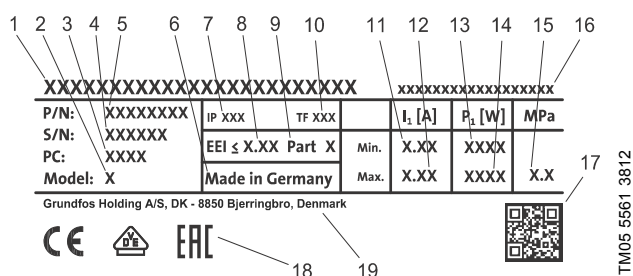 1 2 3 4 5 6 7 8 9 10 11 12 13 14 15 16
XXXXXXXXXXXXXXXXXXXXXXXX xxxxxxxxxxxxxxxxxx
P/N: XXXXXXXX IP XXX TF XXX I₁ [A] P₁ [W] MPa
S/N: XXXXXX EEI ≤ X.XX Part X Min. X.XX XXXX
PC: XXXX
Model: X Made in Germany Max. X.XX XXXX X.X
17
Grundfos Holding A/S, DK - 8850 Bjerringbro, Denmark
CE VDE EAC
18 19
TM05 5561 3812